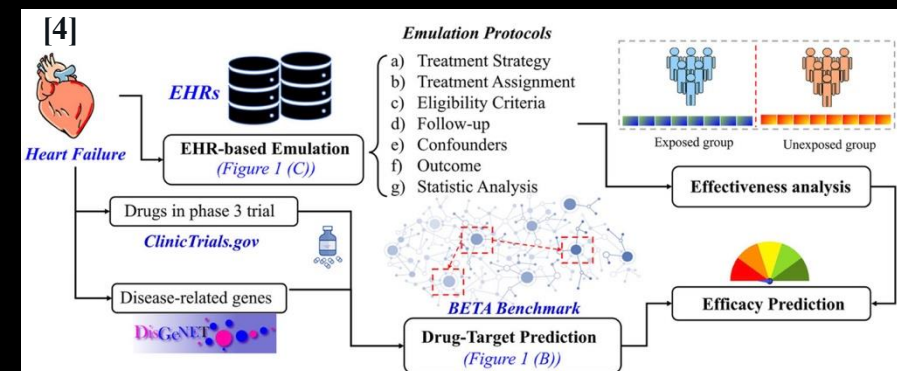 [4]
Emulation Protocols
EHRs
a) Treatment Strategy
b) Treatment Assignment
c) Eligibility Criteria
d) Follow-up
e) Confounders
f) Outcome
g) Statistic Analysis
Heart Failure
EHR-based Emulation
(Figure 1 (C))
Exposed group
Unexposed group
Effectiveness analysis
Drugs in phase 3 trial
ClinicTrials.gov
Disease-related genes
DisGeNET
BETA Benchmark
Drug-Target Prediction
(Figure 1 (B))
Efficacy Prediction